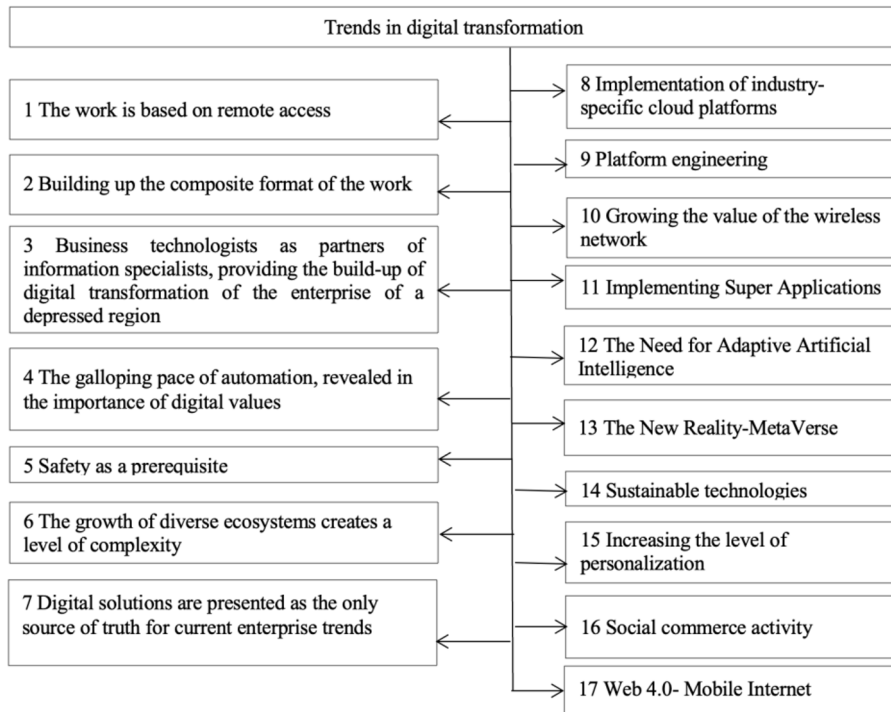 Trends in digital transformation
1 The work is based on remote access
2 Building up the composite format of the work
3 Business technologists as partners of
information specialists, providing the build-up of
digital transformation of the enterprise of a
depressed region
4 The galloping pace of automation, revealed in
the importance of digital values
5 Safety as a prerequisite
6 The growth of diverse ecosystems creates a
level of complexity
7 Digital solutions are presented as the only
source of truth for current enterprise trends
8 Implementation of industry-
specific cloud platforms
9 Platform engineering
10 Growing the value of the wireless
network
11 Implementing Super Applications
12 The Need for Adaptive Artificial
Intelligence
13 The New Reality-MetaVerse
14 Sustainable technologies
15 Increasing the level of
personalization
16 Social commerce activity
17 Web 4.0- Mobile Internet